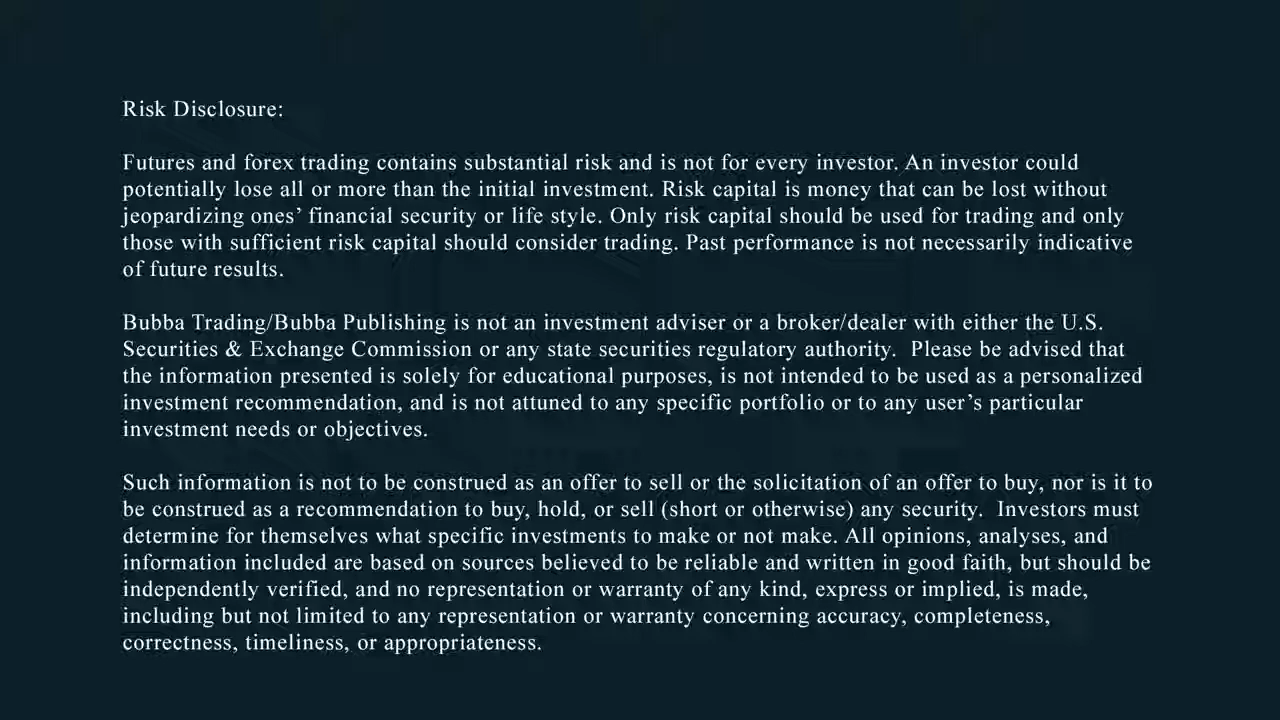 Risk Disclosure:
Futures and forex trading contains substantial risk and is not for every investor. An investor could
potentially lose all or more than the initial investment. Risk capital is money that can be lost without
jeopardizing ones’ financial security or life style. Only risk capital should be used for trading and only
those with sufficient risk capital should consider trading. Past performance is not necessarily indicative
of future results.
Bubba Trading/Bubba Publishing is not an investment adviser or a broker/dealer with either the U.S.
Securities & Exchange Commission or any state securities regulatory authority.  Please be advised that
the information presented is solely for educational purposes, is not intended to be used as a personalized
investment recommendation, and is not attuned to any specific portfolio or to any user’s particular
investment needs or objectives.
Such information is not to be construed as an offer to sell or the solicitation of an offer to buy, nor is it to
be construed as a recommendation to buy, hold, or sell (short or otherwise) any security.  Investors must
determine for themselves what specific investments to make or not make. All opinions, analyses, and
information included are based on sources believed to be reliable and written in good faith, but should be
independently verified, and no representation or warranty of any kind, express or implied, is made,
including but not limited to any representation or warranty concerning accuracy, completeness,
correctness, timeliness, or appropriateness.